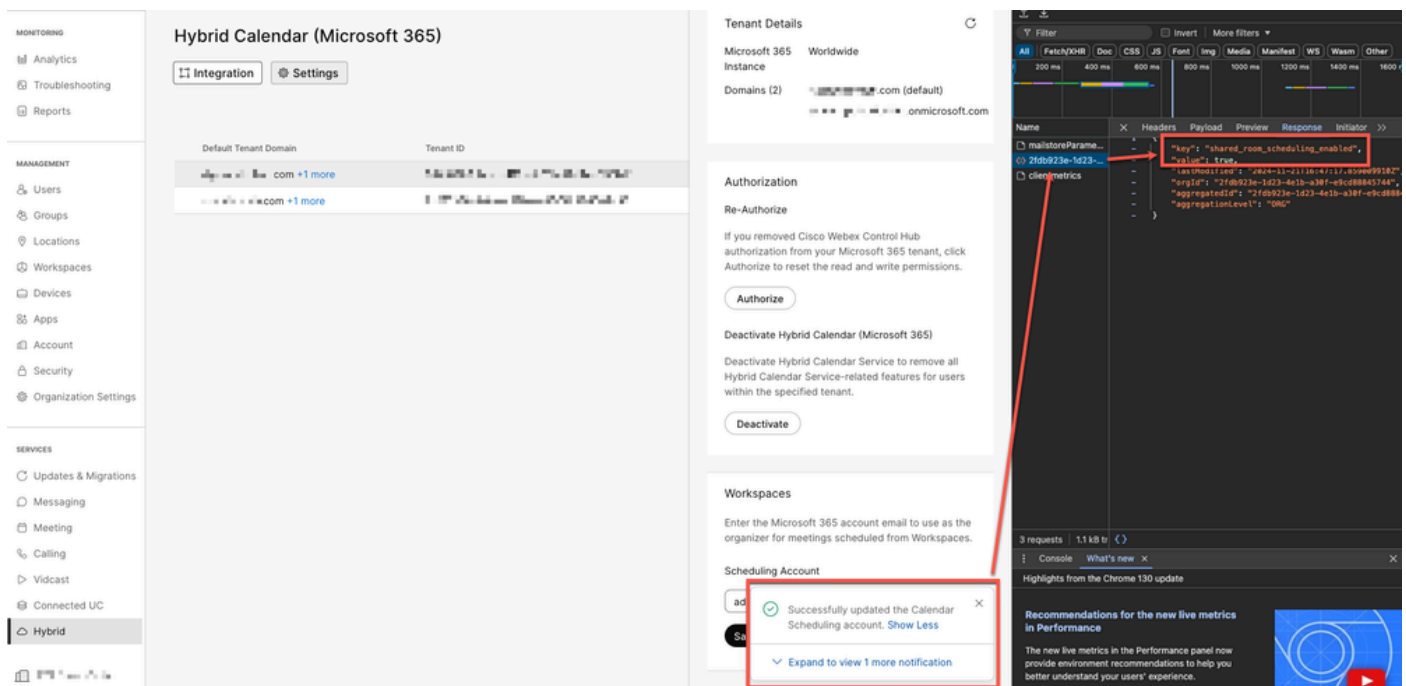 MONITORING
Analytics
Troubleshooting
Reports
MANAGEMENT
Users
Groups
Locations
Workspaces
Devices
Apps
Account
Security
Organization Settings
SERVICES
Updates & Migrations
Messaging
Meeting
Calling
Vidcast
Connected UC
Hybrid
Hybrid Calendar (Microsoft 365)
Integration
Settings
Default Tenant Domain Tenant ID
com +1 more
.com +1 more
Tenant Details
Microsoft 365 Instance Worldwide
Domains (2) .com (default)
.onmicrosoft.com
Authorization
Re-Authorize
If you removed Cisco Webex Control Hub
authorization from your Microsoft 365 tenant, click
Authorize to reset the read and write permissions.
Authorize
Deactivate Hybrid Calendar (Microsoft 365)
Deactivate Hybrid Calendar Service to remove all
Hybrid Calendar Service-related features for users
within the specified tenant.
Deactivate
Workspaces
Enter the Microsoft 365 account email to use as the
organizer for meetings scheduled from Workspaces.
Scheduling Account
ad
Sa
Successfully updated the Calendar
Scheduling account. Show Less
Expand to view 1 more notification
Filter Invert More filters
All Fetch/XHR Doc CSS JS Font Img Media Manifest WS Wasm Other
200 ms 400 ms 600 ms 800 ms 1000 ms 1200 ms 1400 ms 1600
Name Headers Payload Preview Response Initiator
mailstoreParame...
2fdb923e-1d23-...
clientmetrics
"key": "shared_room_scheduling_enabled",
"value": true,
"lastModified": "2024-11-21T16:47:17.859009910Z",
"orgId": "2fdb923e-1d23-4e1b-a30f-e9cd88845744",
"aggregatedId": "2fdb923e-1d23-4e1b-a30f-e9cd888
"aggregationLevel": "ORG"
}
3 requests 1.1 kB tr {}
Console What's new
Highlights from the Chrome 130 update
Recommendations for the new live metrics
in Performance
The new live metrics in the Performance panel now
provide environment recommendations to help you
better understand your users' experience.